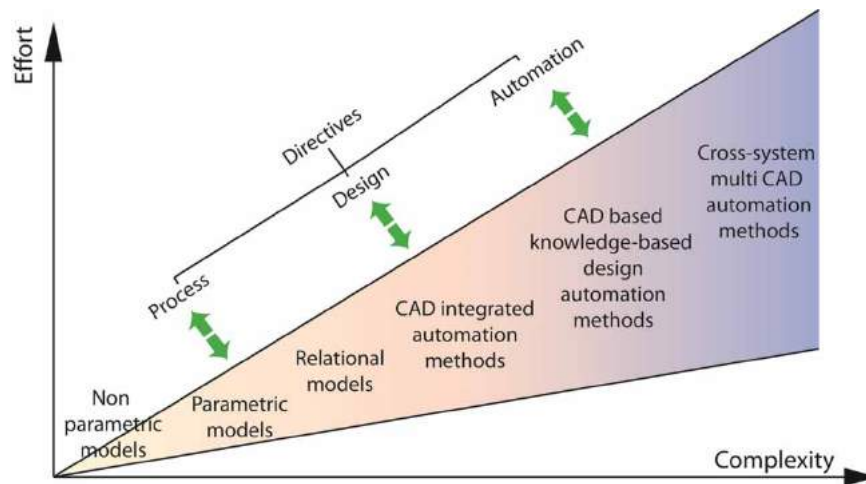 Effort
Directives
Process
Design
Automation
Non
parametric
models
Parametric
models
Relational
models
CAD integrated
automation
methods
CAD based
knowledge-based
design
automation
methods
Cross-system
multi CAD
automation
methods
Complexity